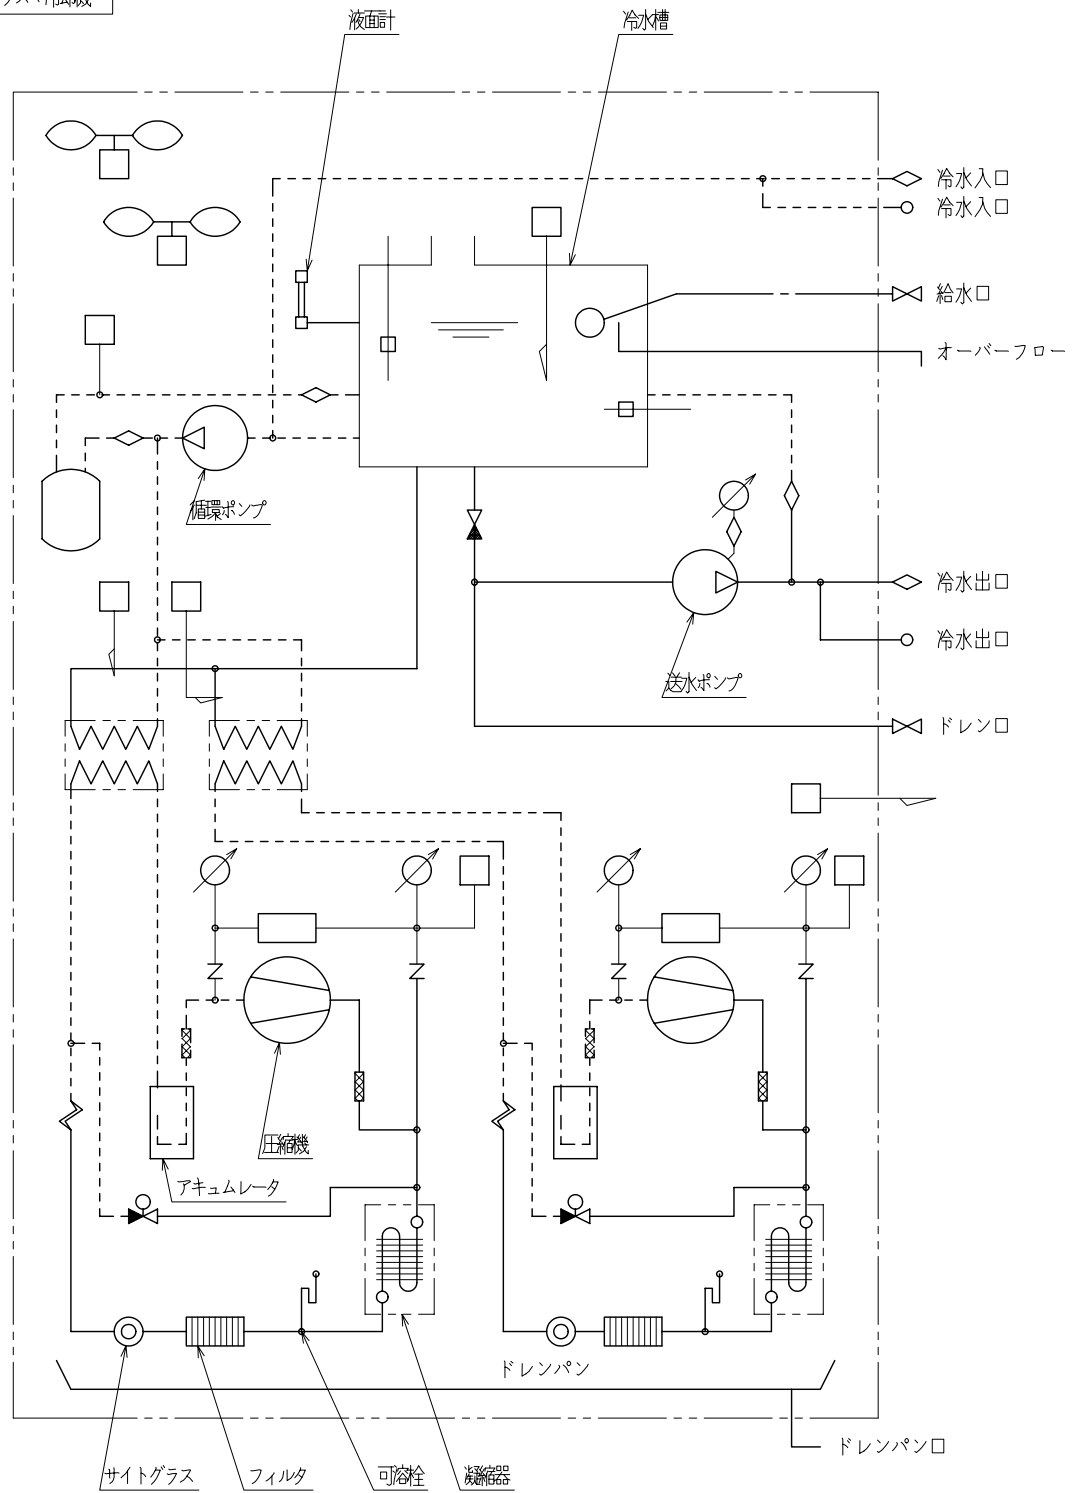 液面計
冷水槽
冷水入口
冷水入口
給水口
オーバーフロー
循環ポンプ
冷水出口
冷水出口
送水ポンプ
ドレン口
圧縮機
アキュムレータ
ドレンパン
ドレンパン口
サイトグラス
フィルタ
可溶栓
凝縮器